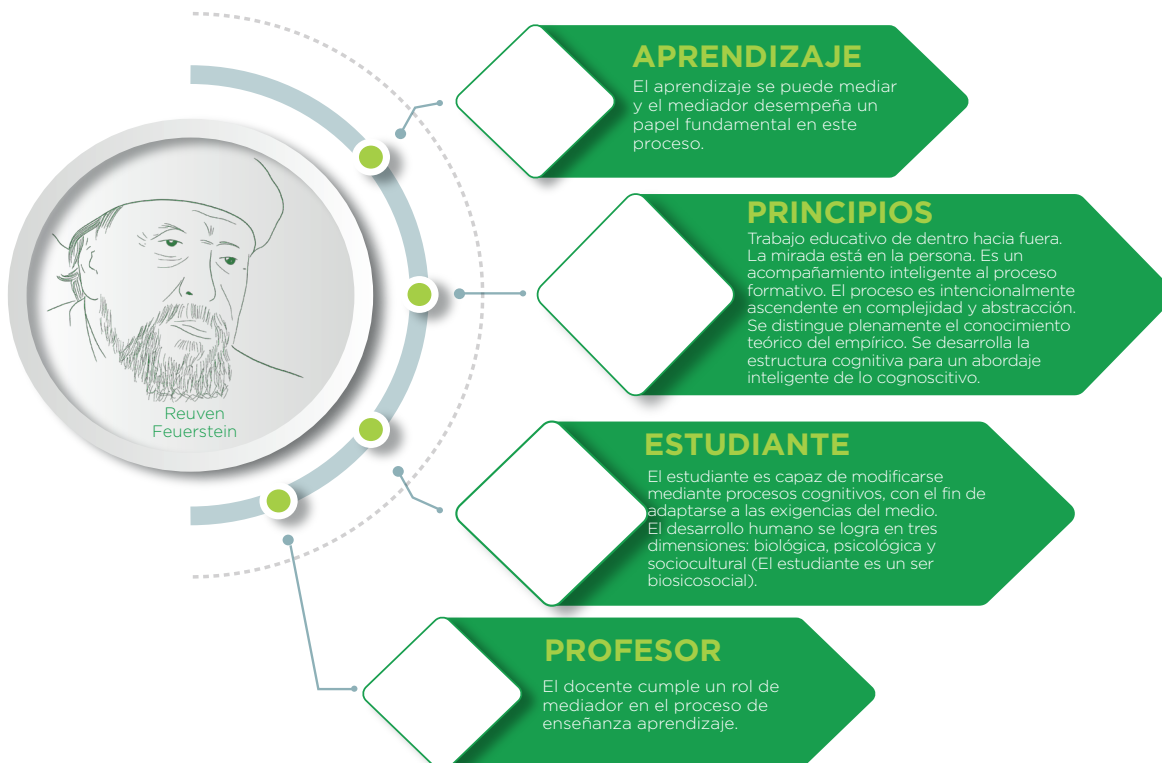 APRENDIZAJE
El aprendizaje se puede mediar
y el mediador desempeña un
papel fundamental en este
proceso.
PRINCIPIOS
Trabajo educativo de dentro hacia fuera.
La mirada está en la persona. Es un
acompañamiento inteligente al proceso
formativo. El proceso es intencionalmente
ascendente en complejidad y abstracción.
Se distingue plenamente el conocimiento
teórico del empírico. Se desarrolla la
estructura cognitiva para un abordaje
inteligente de lo cognoscitivo.
Reuven
Feuerstein
ESTUDIANTE
El estudiante es capaz de modificarse
mediante procesos cognitivos, con el fin de
adaptarse a las exigencias del medio.
El desarrollo humano se logra en tres
dimensiones: biológica, psicológica y
sociocultural (El estudiante es un ser
biosicosocial).
PROFESOR
El docente cumple un rol de
mediador en el proceso de
enseñanza aprendizaje.